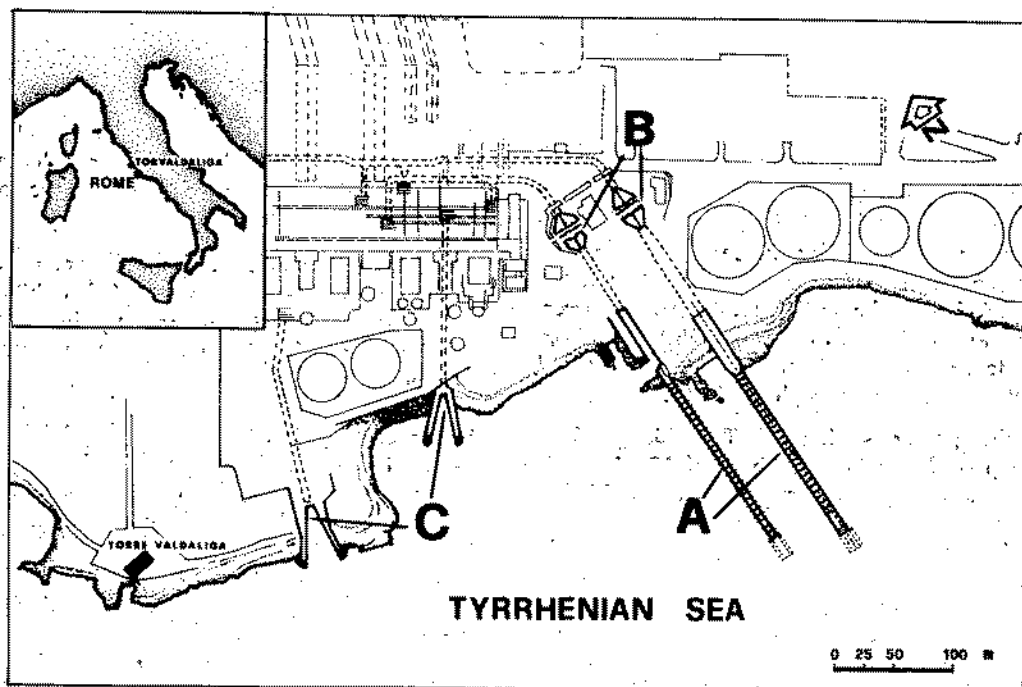 TORVALDALIGA
ROME
B
A
C
TORRE VALDALIGA
TYRRHENIAN SEA
0 25 50 100 M